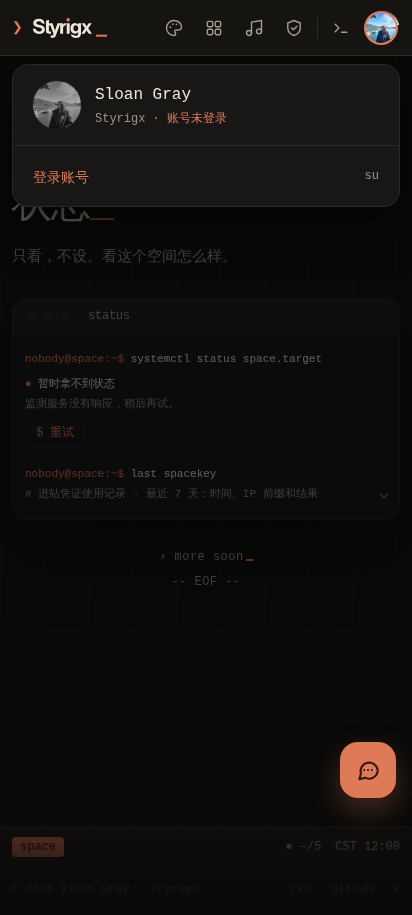 ❯ Styrigx_
Sloan Gray
Styrigx · 账号未登录
登录账号 su
状态_
只看，不设。看这个空间怎么样。
status
nobody@space:~$ systemctl status space.target
● 暂时拿不到状态
监测服务没有响应，稍后再试。
$ 重试
nobody@space:~$ last spacekey
# 进站凭证使用记录 · 最近 7 天：时间、IP 前缀和结果
› more soon_
-- EOF --
space ● –/5 CST 12:00
© 2026 Sloan Gray · styrigx rss · github · x